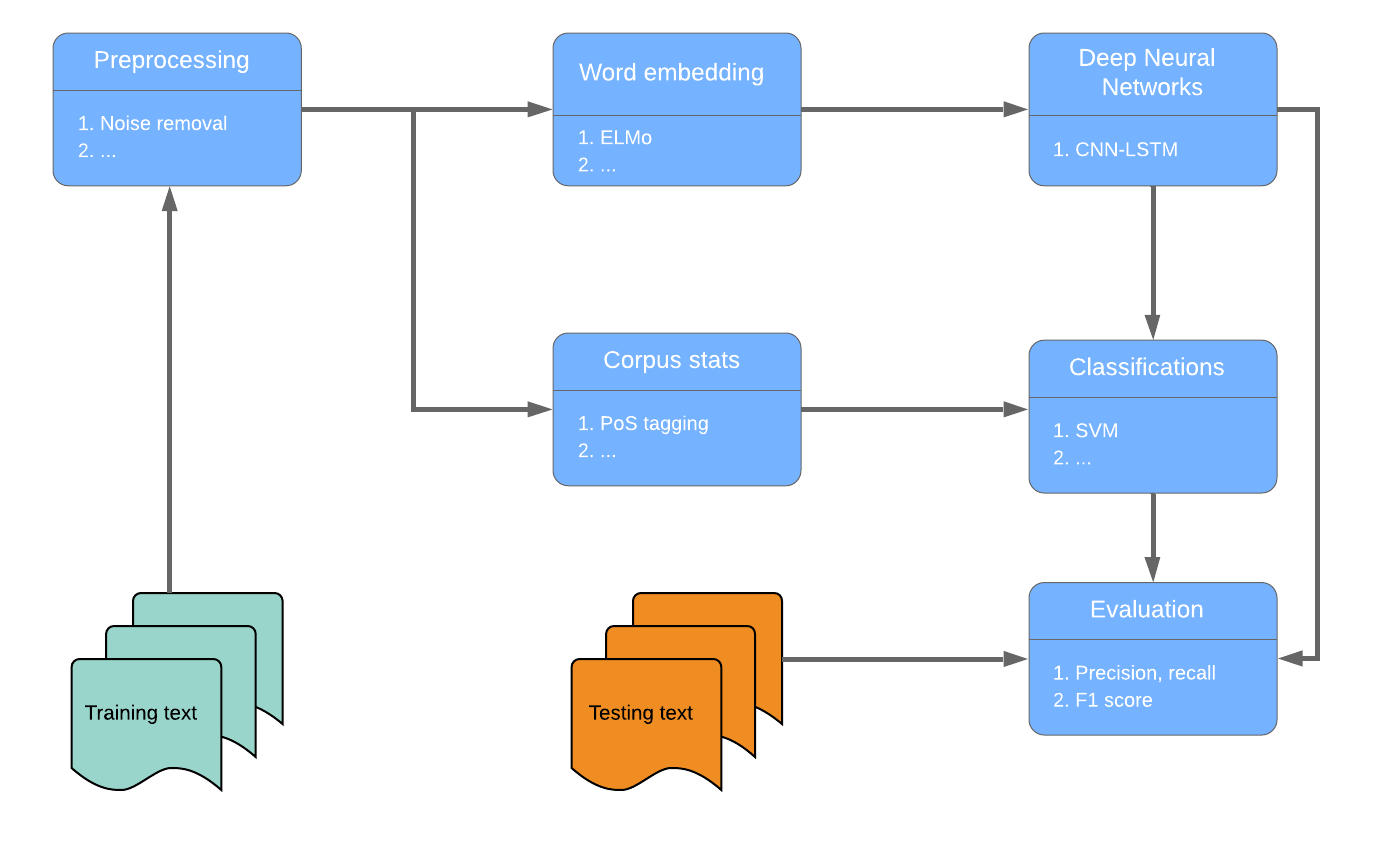 Preprocessing
1. Noise removal
2. ...
Word embedding
1. ELMo
2. ...
Deep Neural
Networks
1. CNN-LSTM
Corpus stats
1. PoS tagging
2. ...
Classifications
1. SVM
2. ...
Training text
Testing text
Evaluation
1. Precision, recall
2. F1 score